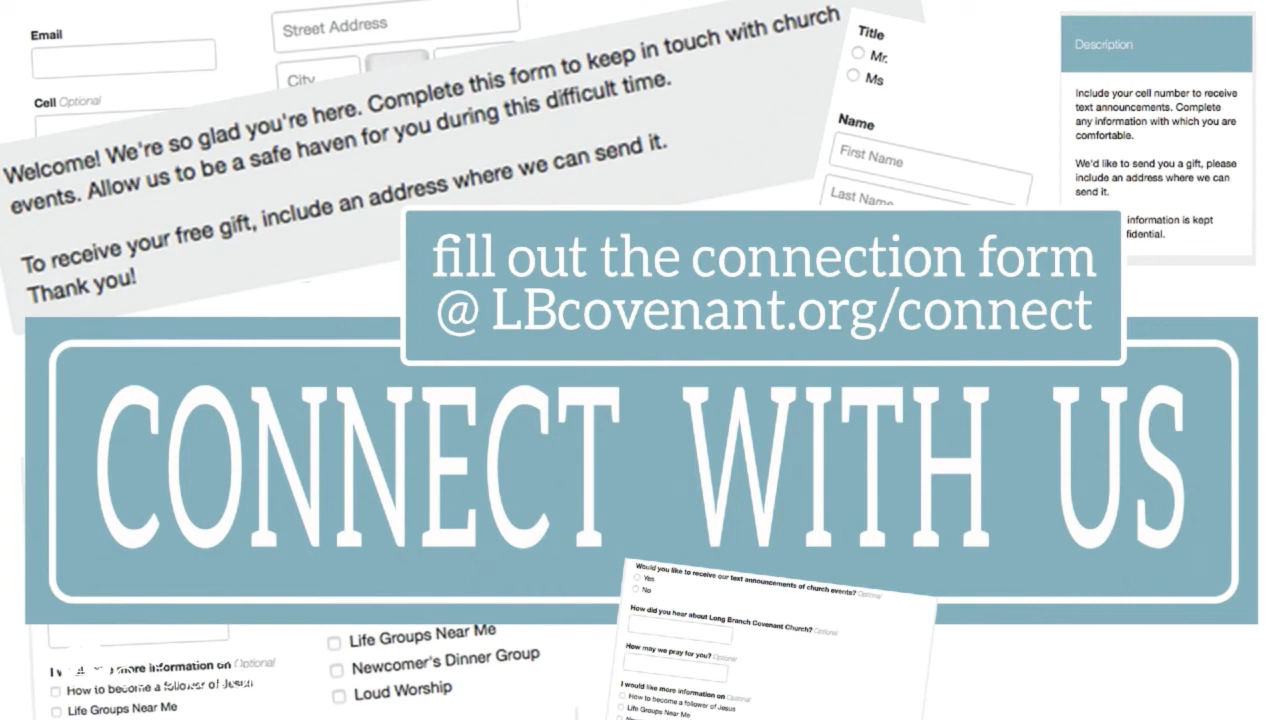 Email
Street Address
City
Cell Optional
Welcome! We're so glad you're here. Complete this form to keep in touch with church
events. Allow us to be a safe haven for you during this difficult time.
To receive your free gift, include an address where we can send it.
Thank you!
Title
Mr.
Ms
Name
First Name
Last Name
Description
Include your cell number to receive
text announcements. Complete
any information with which you are
comfortable.
We'd like to send you a gift, please
include an address where we can
send it.
information is kept
fidential.
fill out the connection form
@ LBcovenant.org/connect
CONNECT WITH US
more information on Optional
How to become a follower of Jesus
Life Groups Near Me
Life Groups Near Me
Newcomer's Dinner Group
Loud Worship
Would you like to receive our text announcements of church events? Optional
Yes
No
How did you hear about Long Branch Covenant Church? Optional
How may we pray for you? Optional
I would like more information on Optional
How to become a follower of Jesus
Life Groups Near Me